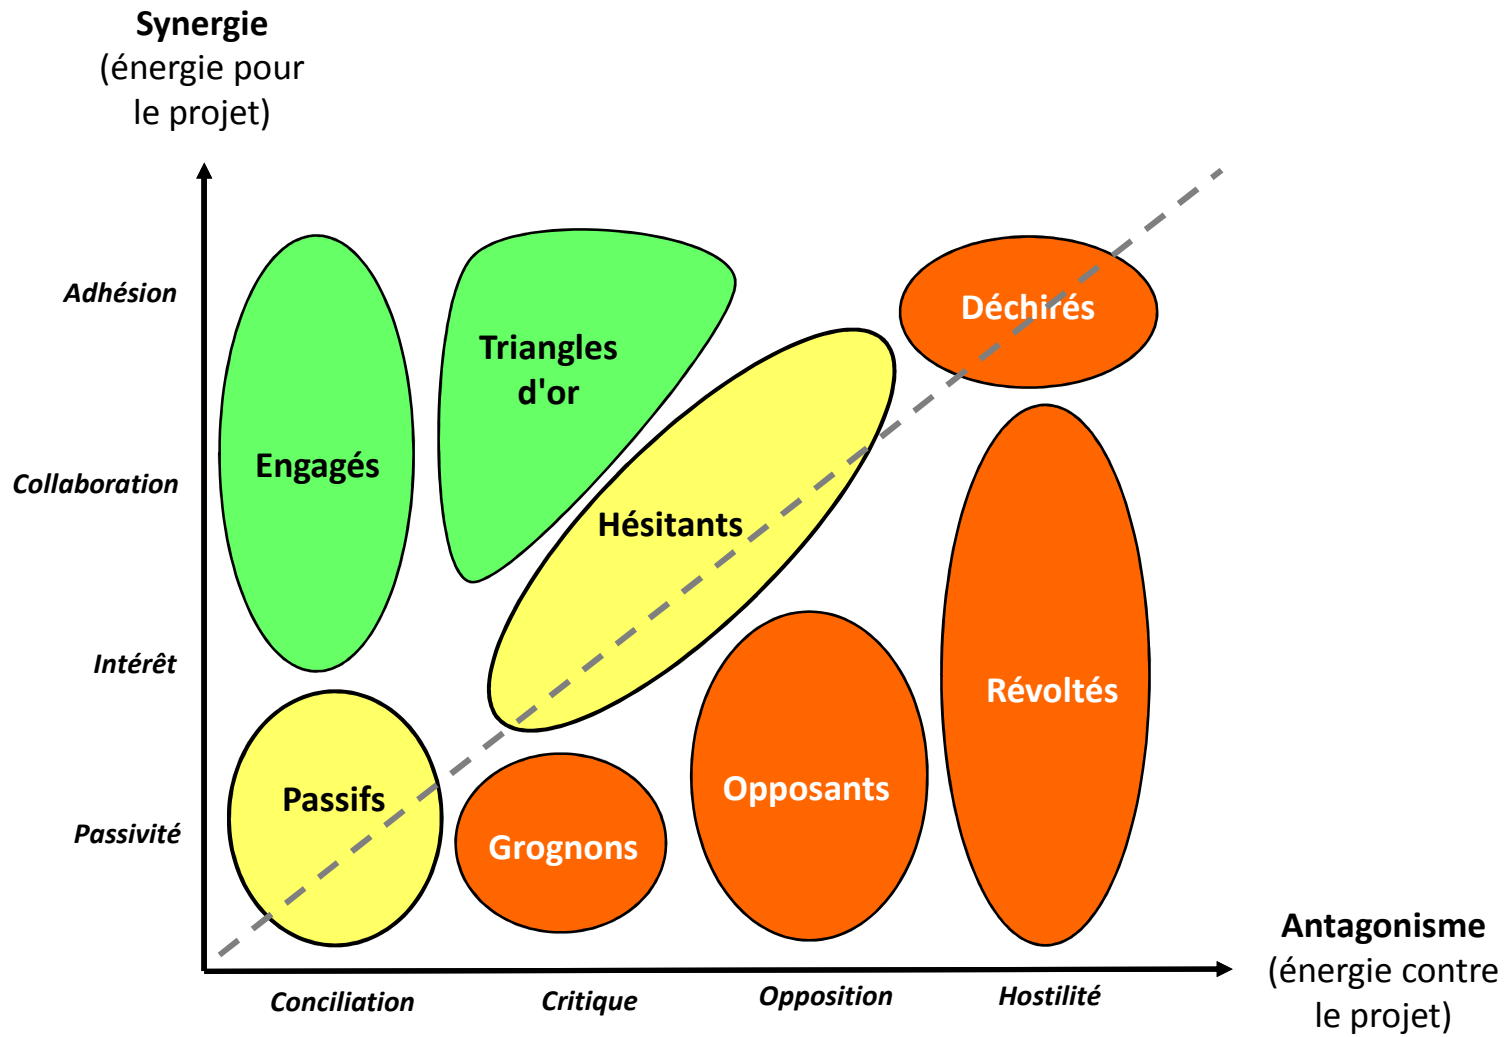 Synergie
(énergie pour
le projet)
Adhésion
Déchirés
Triangles
d'or
Engagés
Collaboration
Hésitants
Intérêt
Révoltés
Passifs
Opposants
Passivité
Grognons
Antagonisme
(énergie contre
le projet)
Conciliation
Critique
Opposition
Hostilité